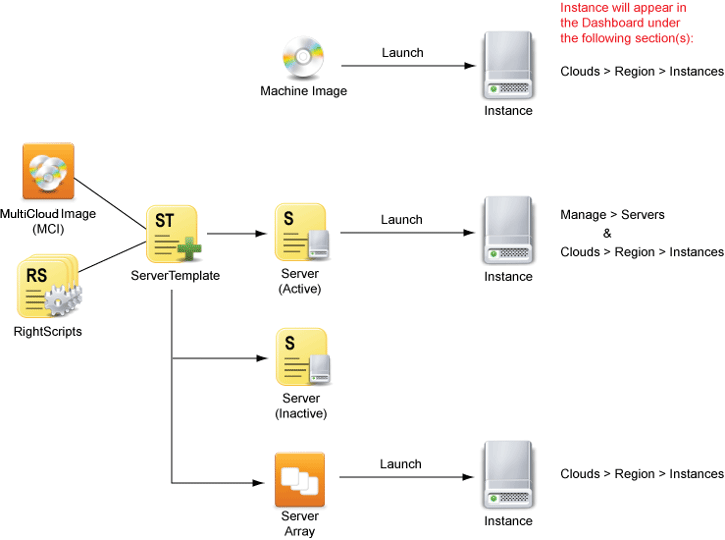 Instance will appear in
the Dashboard under
the following section(s):
Launch
Clouds > Region > Instances
Machine Image
Instance
MultiCloud Image
(MCI)
ST
S
Launch
Manage > Servers
&
Clouds > Region > Instances
ServerTemplate
Server
(Active)
Instance
RS
RightScripts
S
Server
(Inactive)
Launch
Clouds > Region > Instances
Server
Array
Instance